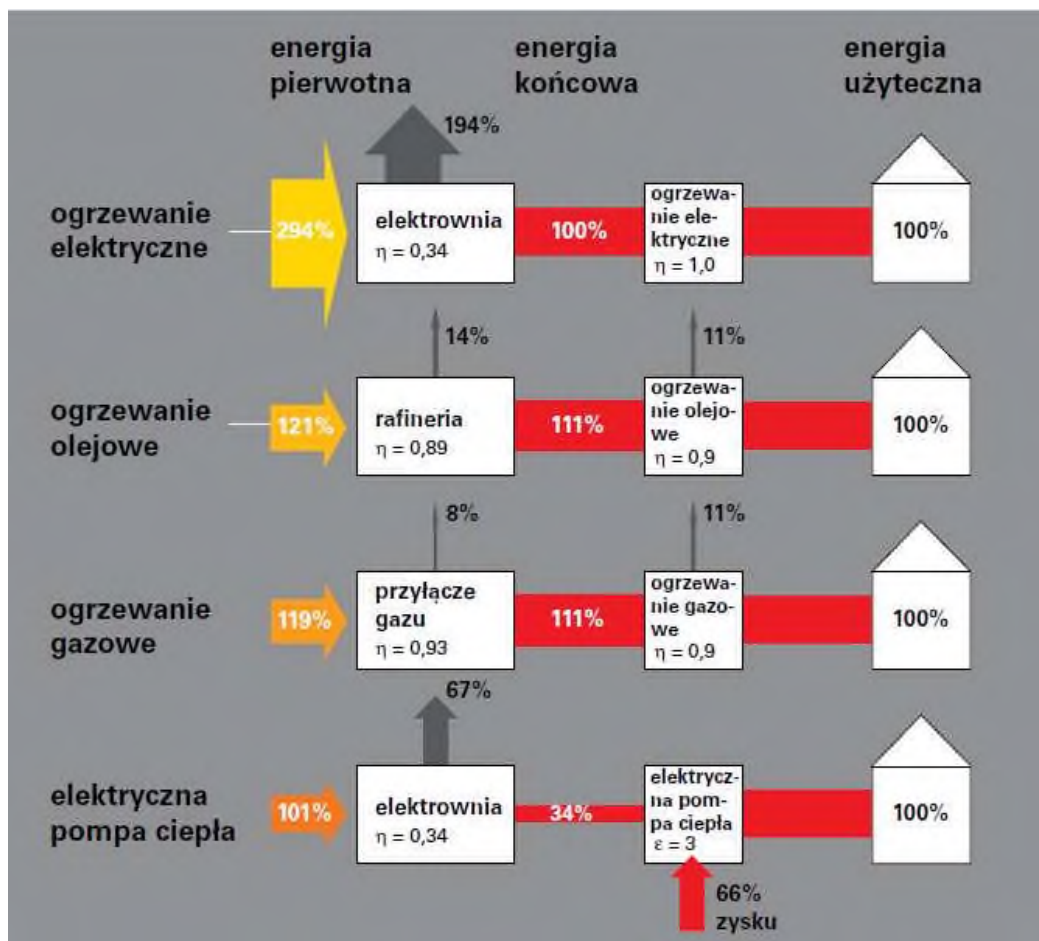 energia
pierwotna
energia
końcowa
energia
użyteczna
194%
ogrzewanie
elektryczne
294%
elektrownia
η = 0,34
100%
ogrzewa-
nie ele-
ktryczne
η = 1,0
100%
14%
11%
ogrzewanie
olejowe
121%
rafineria
η = 0,89
111%
ogrzewa-
nie olejo-
we
η = 0,9
100%
8%
11%
ogrzewanie
gazowe
119%
przyłącze
gazu
η = 0,93
111%
ogrzewa-
nie gazo-
we
η = 0,9
100%
67%
elektryczna
pompa ciepła
101%
elektrownia
η = 0,34
34%
elektrycz-
na pom-
pa ciepła
ε = 3
100%
66%
zysku